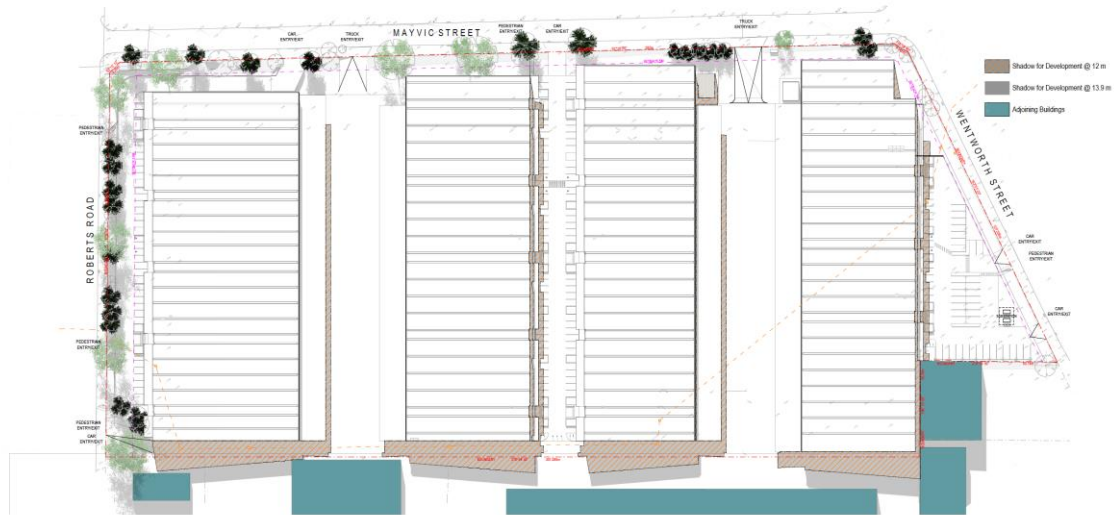 MAYVIC STREET
CAR
ENTRY/EXIT
TRUCK
ENTRY/EXIT
PEDESTRIAN
ENTRY/EXIT
CAR
ENTRY/EXIT
TRUCK
ENTRY/EXIT
Shadow for Development @ 12 m
Shadow for Development @ 13.9 m
Adjoining Buildings
WENTWORTH STREET
PEDESTRIAN
ENTRY/EXIT
ROBERTS ROAD
CAR
ENTRY/EXIT
PEDESTRIAN
ENTRY/EXIT
CAR
ENTRY/EXIT
PEDESTRIAN
ENTRY/EXIT
PEDESTRIAN
ENTRY/EXIT
CAR
ENTRY/EXIT